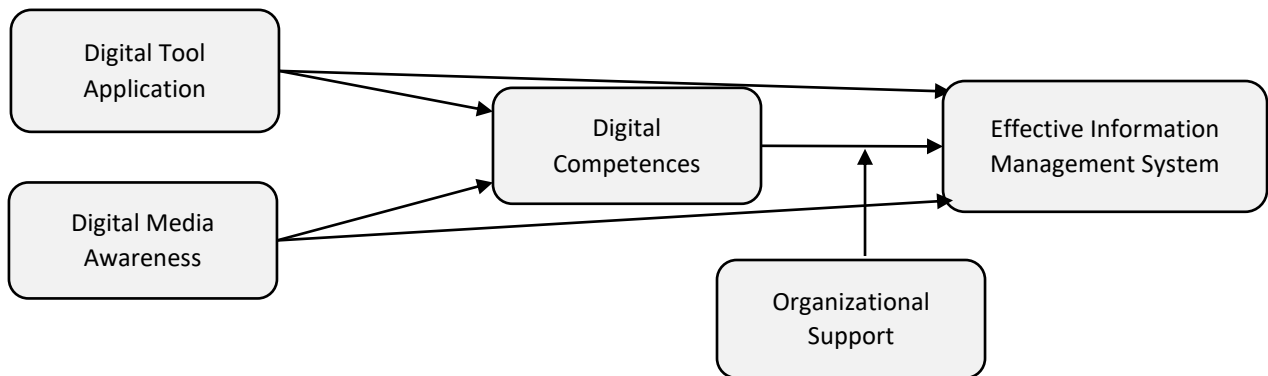 Digital Tool
Application
Digital
Competences
Effective Information
Management System
Digital Media
Awareness
Organizational
Support